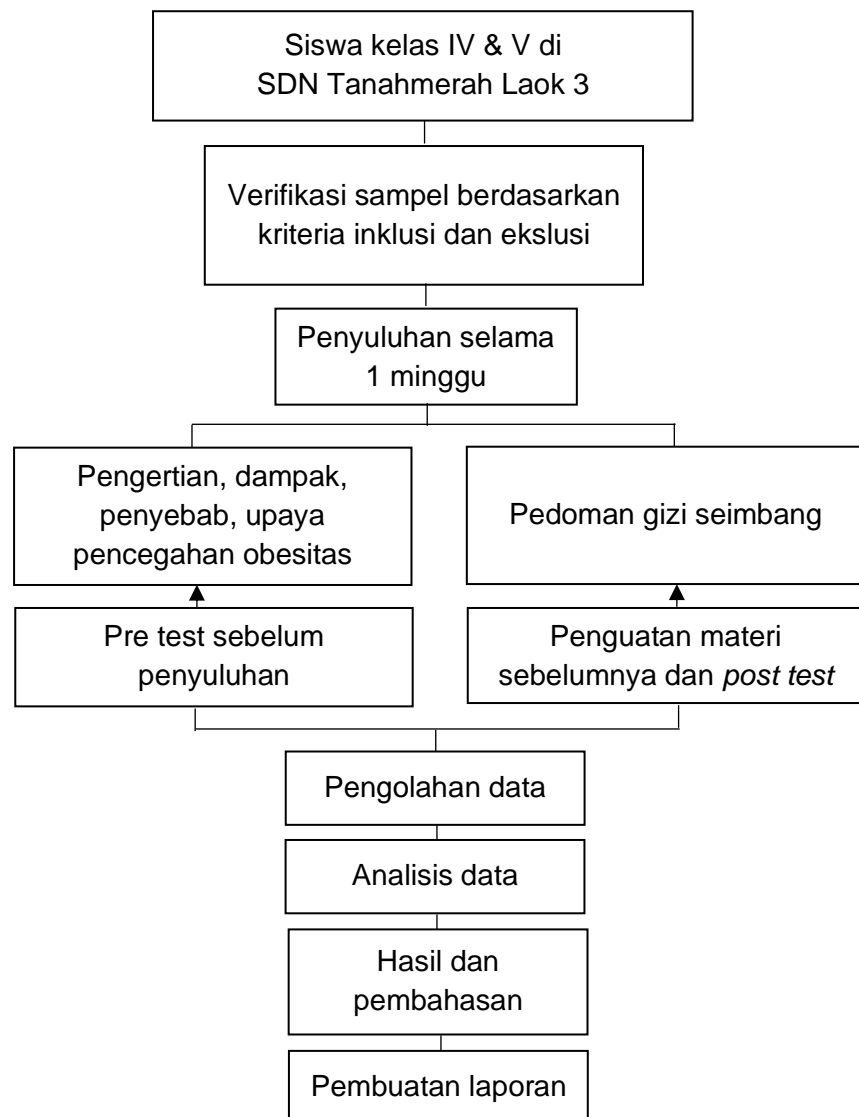 Siswa kelas IV & V di
SDN Tanahmerah Laok 3
Verifikasi sampel berdasarkan
kriteria inklusi dan ekslusi
Penyuluhan selama
1 minggu
Pengertian, dampak,
penyebab, upaya
pencegahan obesitas
Pedoman gizi seimbang
Pre test sebelum
penyuluhan
Penguatan materi
sebelumnya dan post test
Pengolahan data
Analisis data
Hasil dan
pembahasan
Pembuatan laporan